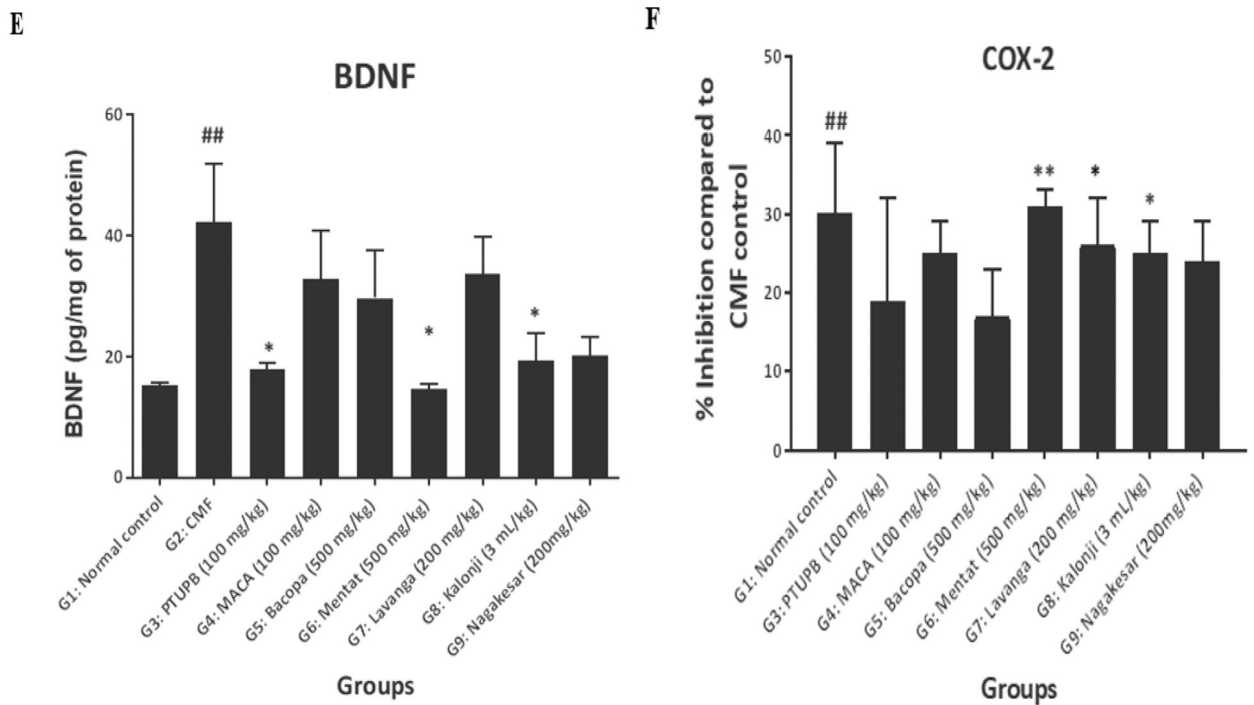 E
BDNF
BDNF (pg/mg of protein)
60
40
20
0
##
*
*
*
G1: Normal control
G2: CMF
G3: PTUPB (100 mg/kg)
G4: MACA (100 mg/kg)
G5: Bacopa (500 mg/kg)
G6: Mentat (500 mg/kg)
G7: Lavanga (200 mg/kg)
G8: Kalonji (3 mL/kg)
G9: Nagakesar (200mg/kg)
Groups
F
COX-2
% Inhibition compared to
CMF control
50
40
30
20
10
0
##
**
*
*
G1: Normal control
G3: PTUPB (100 mg/kg)
G4: MACA (100 mg/kg)
G5: Bacopa (500 mg/kg)
G6: Mentat (500 mg/kg)
G7: Lavanga (200 mg/kg)
G8: Kalonji (3 mL/kg)
G9: Nagakesar (200mg/kg)
Groups